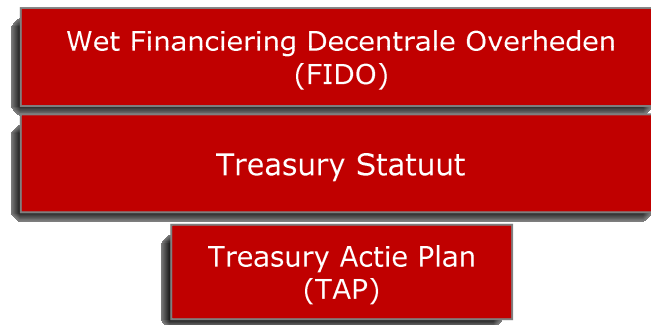 Wet Financiering Decentrale Overheden
(FIDO)
Treasury Statuut
Treasury Actie Plan
(TAP)